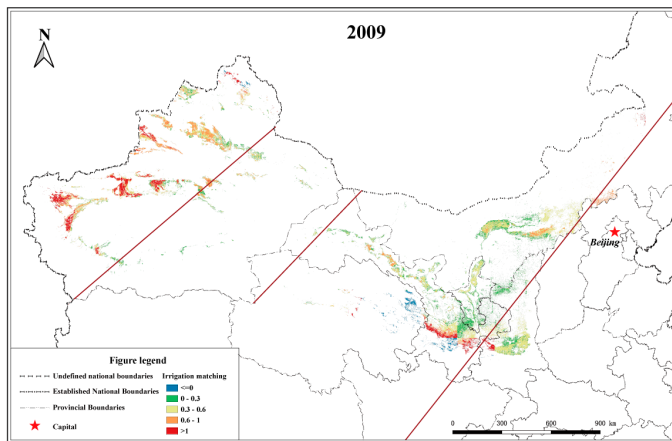 2009
N
Beijing
Figure legend
Undefined national boundaries
Established National Boundaries
Provincial Boundaries
Capital
Irrigation matching
<=0
0 - 0.3
0.3 - 0.6
0.6 - 1
>1
0 300 600 900 km